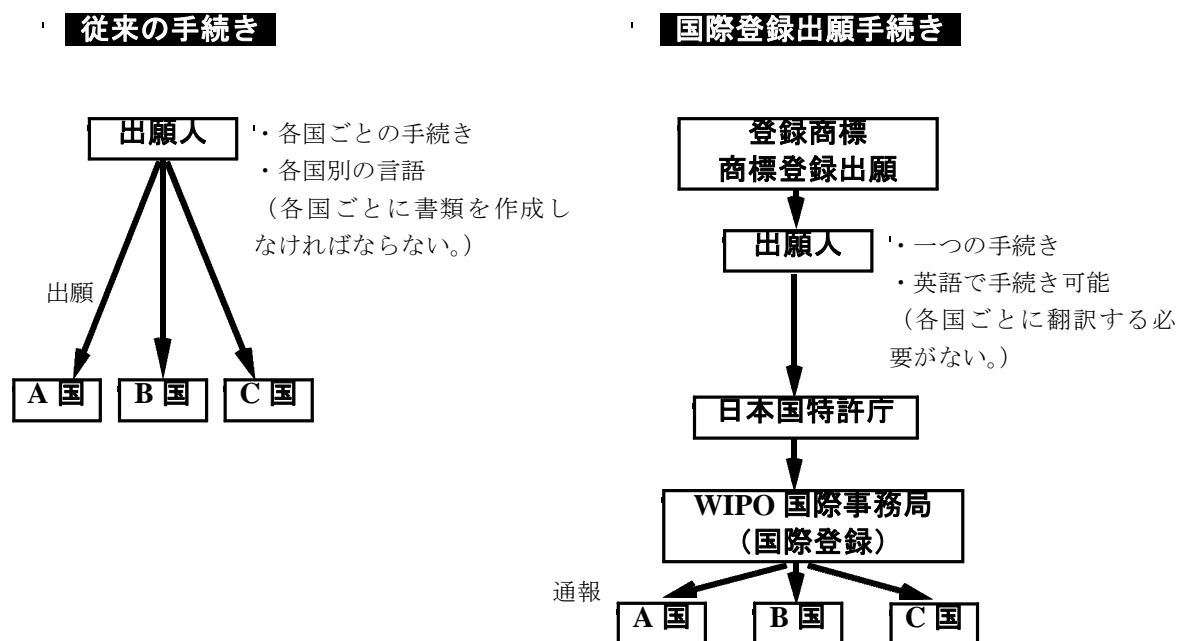 従来の手続き
出願人
・各国ごとの手続き
・各国別の言語
（各国ごとに書類を作成し
なければならない。）
出願
A 国
B 国
C 国
国際登録出願手続き
登録商標
商標登録出願
出願人
・一つの手続き
・英語で手続き可能
（各国ごとに翻訳する必
要がない。）
日本国特許庁
WIPO 国際事務局
（国際登録）
通報
A 国
B 国
C 国